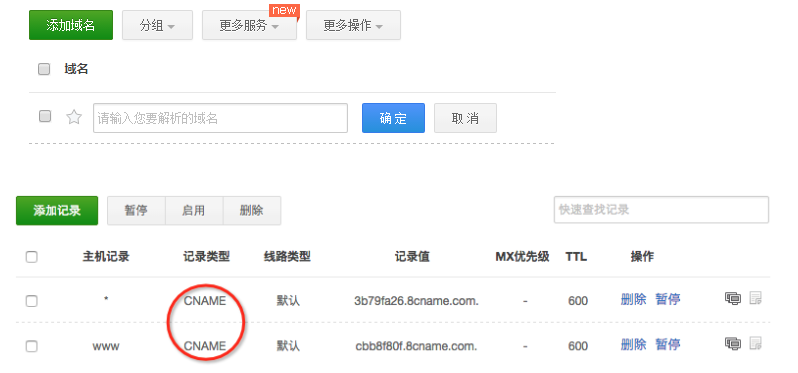 new
添加域名 分组 更多服务 更多操作
域名
请输入您要解析的域名 确定 取消
添加记录 暂停 启用 删除 快速查找记录
主机记录 记录类型 线路类型 记录值 MX优先级 TTL 操作
* CNAME 默认 3b79fa26.8cname.com. - 600 删除 暂停
www CNAME 默认 cbb8f80f.8cname.com. - 600 删除 暂停